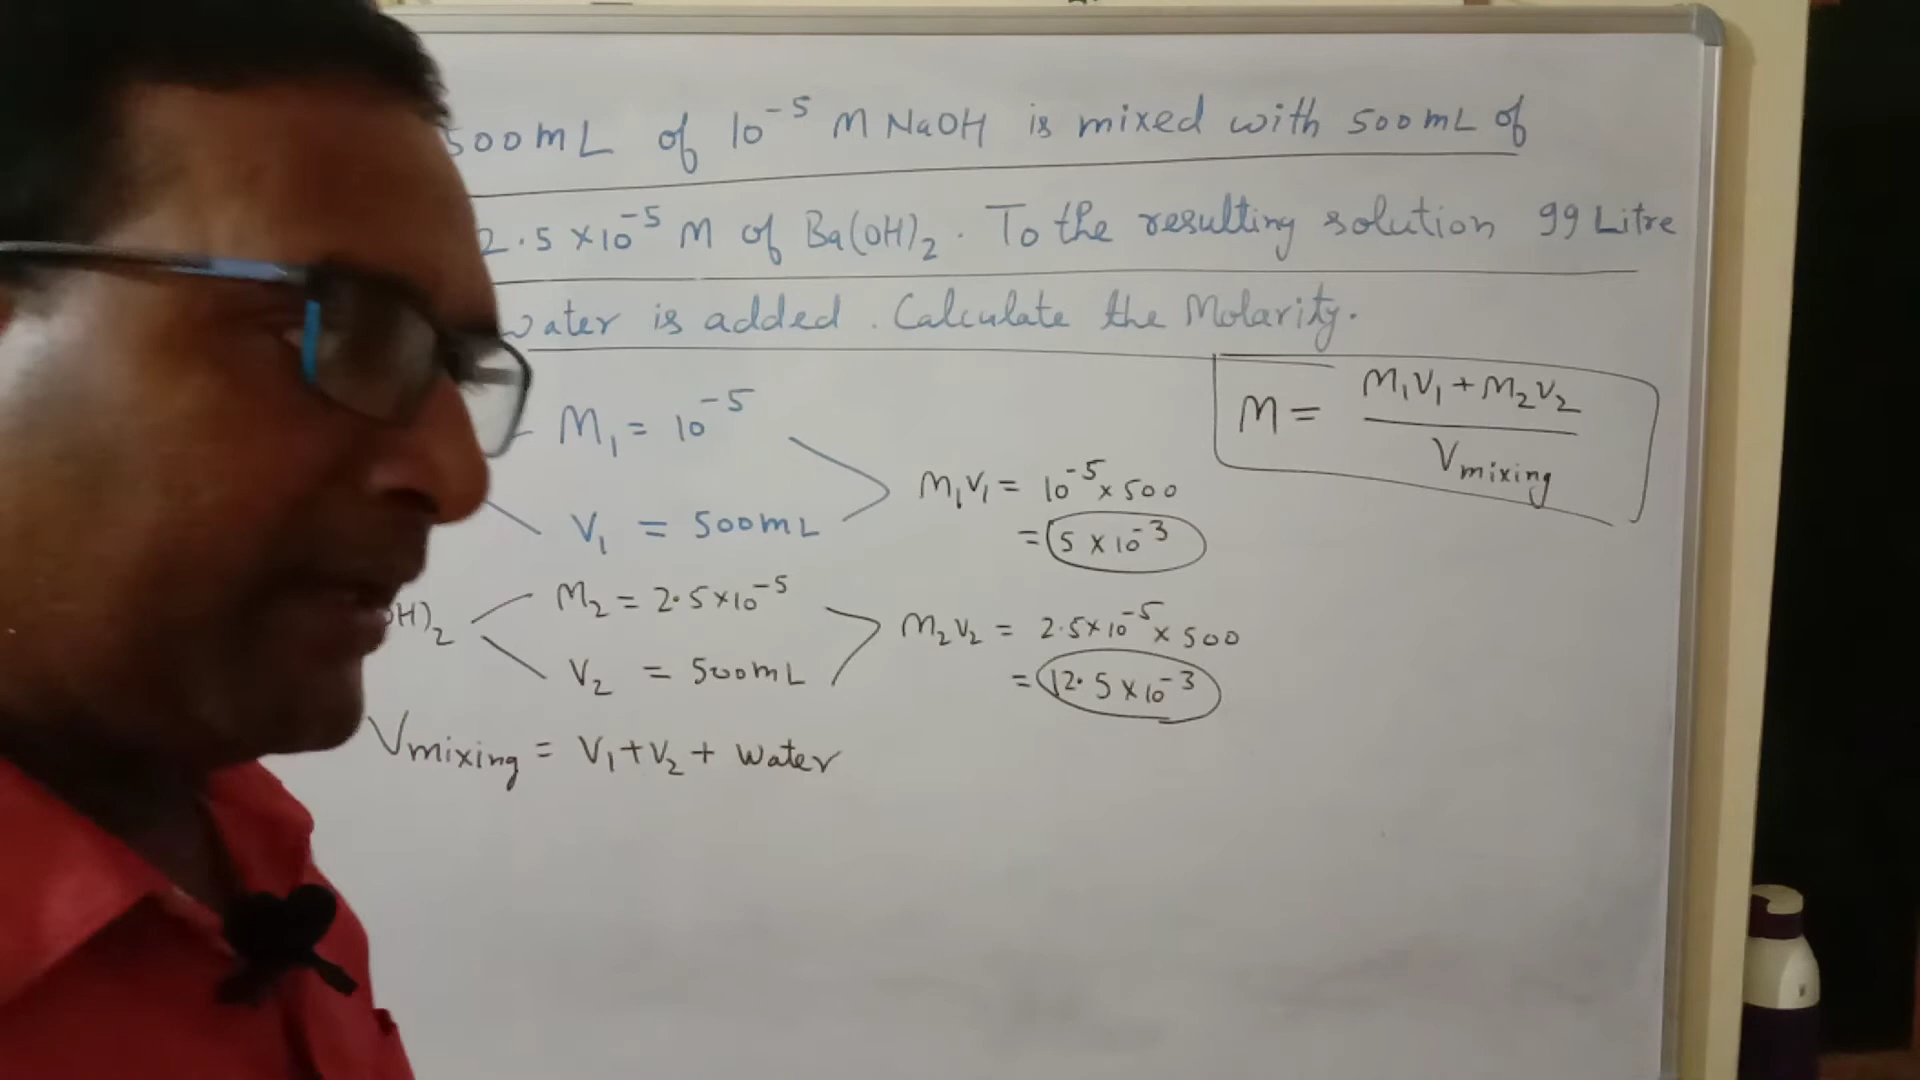 500mL of 10⁻⁵ M NaOH is mixed with 500mL of
2.5×10⁻⁵ M of Ba(OH)₂. To the resulting solution 99 Litre
water is added. Calculate the Molarity.
M = M₁V₁+M₂V₂ / Vmixing
M₁ = 10⁻⁵
V₁ = 500mL
M₁V₁ = 10⁻⁵×500
= 5×10⁻³
OH)₂
M₂ = 2.5×10⁻⁵
V₂ = 500mL
M₂V₂ = 2.5×10⁻⁵×500
= 12.5×10⁻³
Vmixing = V₁+V₂+ water